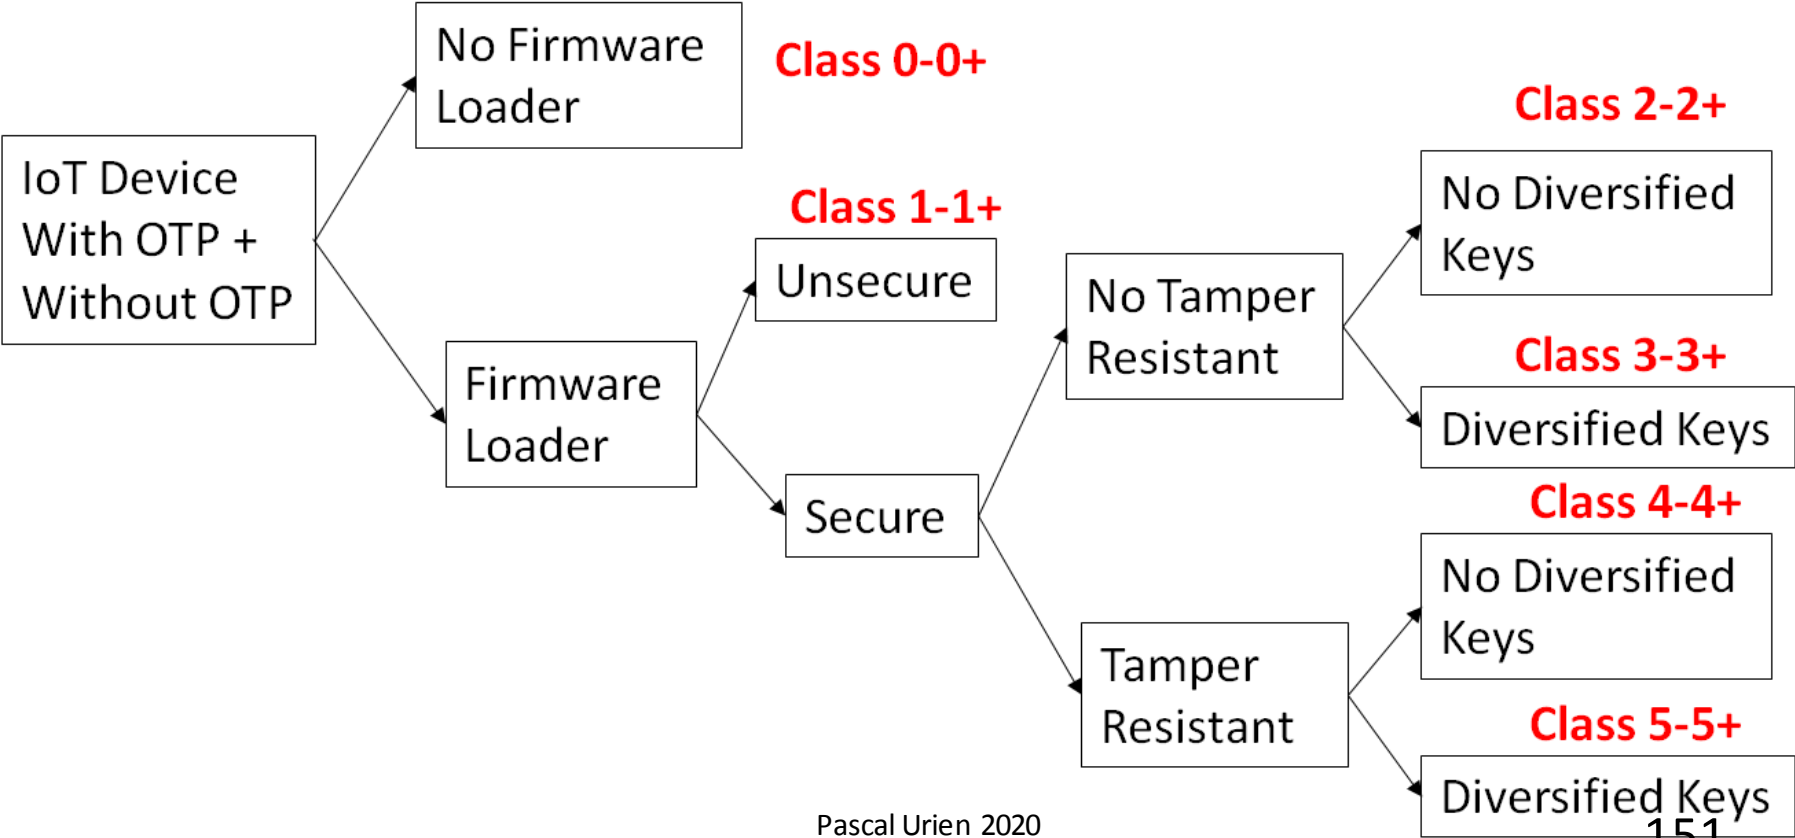 No Firmware
Loader
Class 0-0+
IoT Device
With OTP +
Without OTP
Class 1-1+
Unsecure
Firmware
Loader
Secure
No Tamper
Resistant
Class 2-2+
No Diversified
Keys
Class 3-3+
Diversified Keys
Tamper
Resistant
Class 4-4+
No Diversified
Keys
Class 5-5+
Diversified Keys
Pascal Urien 2020
151